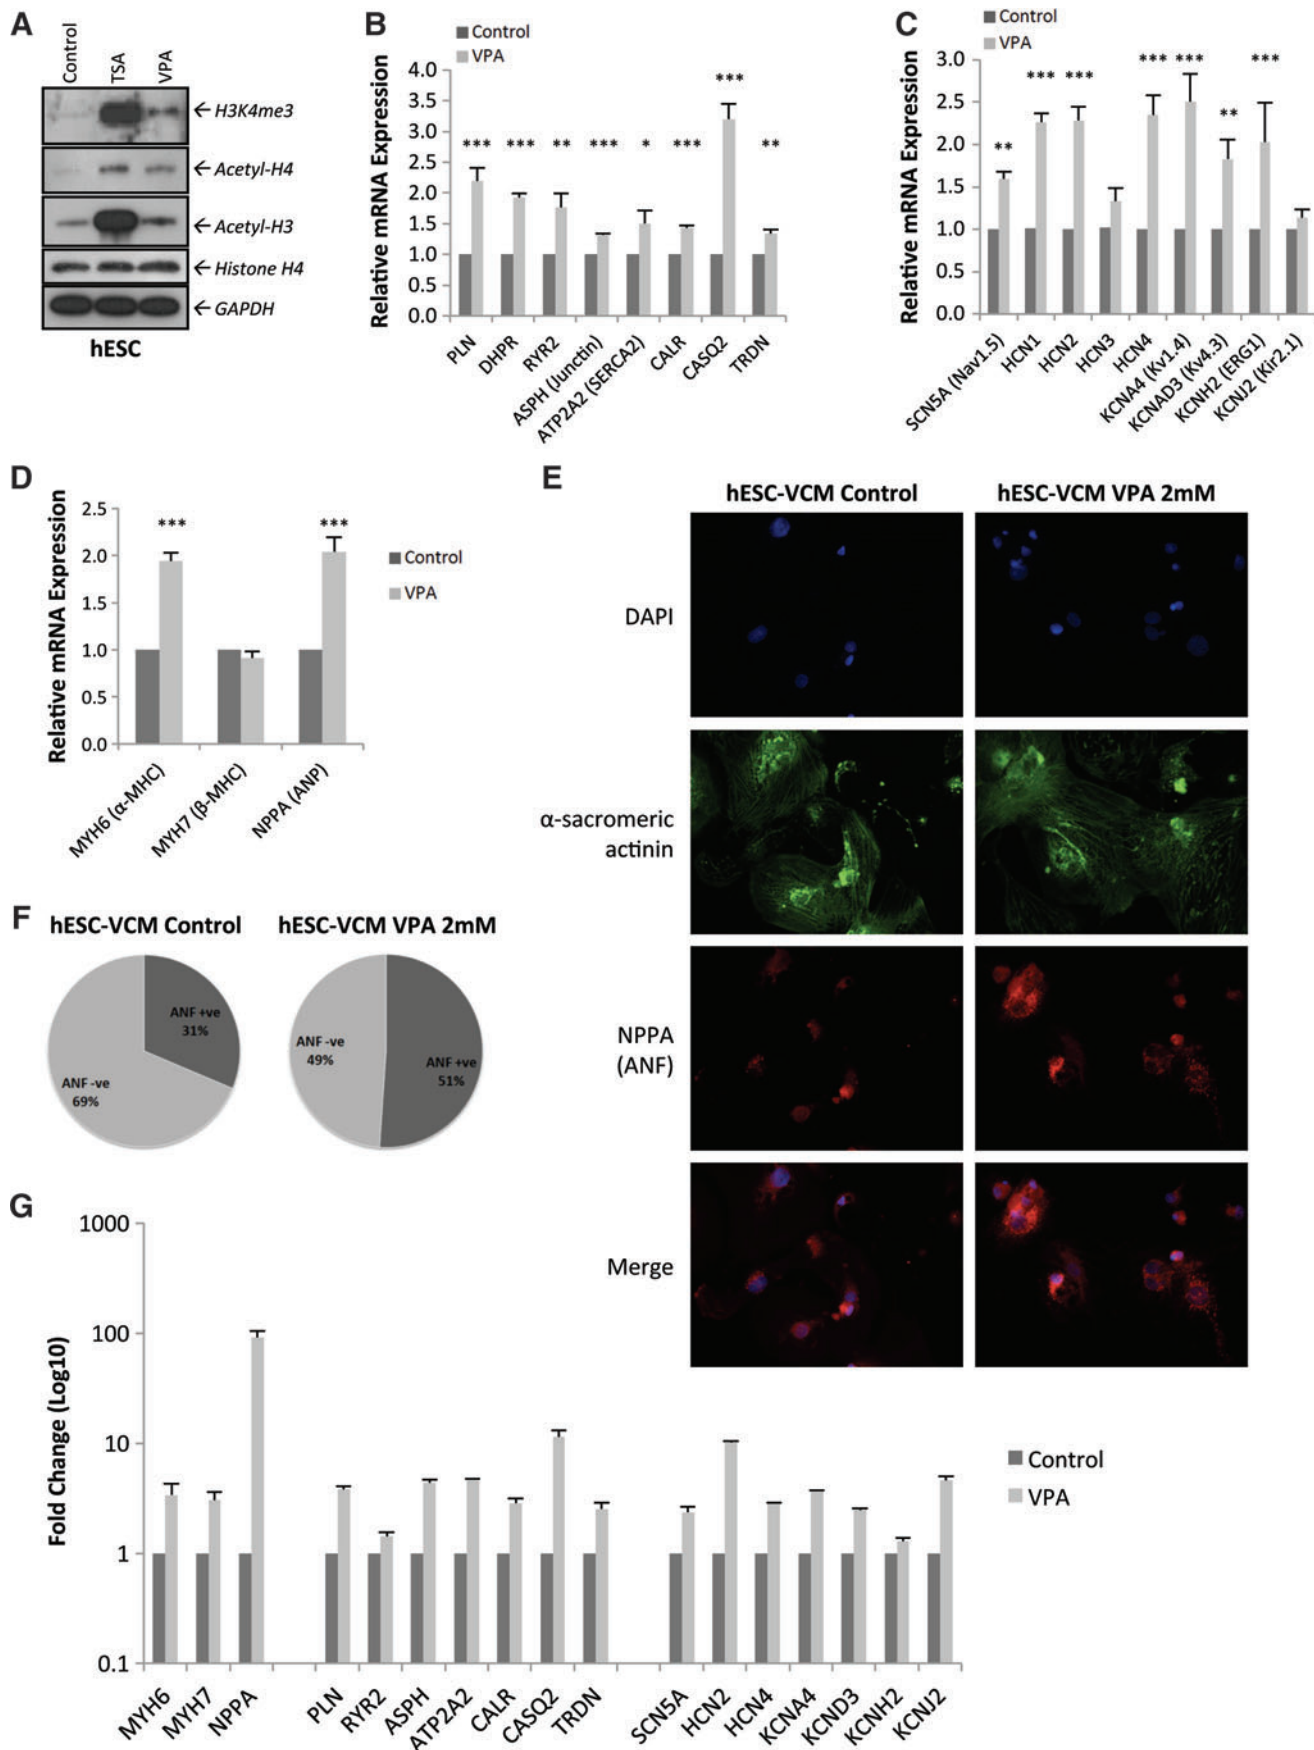 A
Control
TSA
VPA
←H3K4me3
←Acetyl-H4
←Acetyl-H3
←Histone H4
←GAPDH
hESC
B
Control
VPA
Relative mRNA Expression
4.0
3.5
3.0
2.5
2.0
1.5
1.0
0.5
0.0
***
***
**
***
*
***
***
**
PLN
DHPR
RYR2
ASPH (Junctin)
ATP2A2 (SERCA2)
CALR
CASQ2
TRDN
C
Control
VPA
Relative mRNA Expression
3.0
2.5
2.0
1.5
1.0
0.5
0.0
**
***
***
***
***
**
***
SCN5A (Nav1.5)
HCN1
HCN2
HCN3
HCN4
KCNA4 (Kv1.4)
KCNAD3 (Kv4.3)
KCNH2 (ERG1)
KCNJ2 (Kir2.1)
D
Relative mRNA Expression
2.5
2.0
1.5
1.0
0.5
0.0
***
***
Control
VPA
MYH6 (α-MHC)
MYH7 (β-MHC)
NPPA (ANP)
E
hESC-VCM Control
hESC-VCM VPA 2mM
DAPI
α-sacromeric
actinin
NPPA
(ANF)
Merge
F
hESC-VCM Control
hESC-VCM VPA 2mM
ANF +ve
31%
ANF -ve
69%
ANF -ve
49%
ANF +ve
51%
G
Fold Change (Log10)
1000
100
10
1
0.1
Control
VPA
MYH6
MYH7
NPPA
PLN
RYR2
ASPH
ATP2A2
CALR
CASQ2
TRDN
SCN5A
HCN2
HCN4
KCNA4
KCND3
KCNH2
KCNJ2